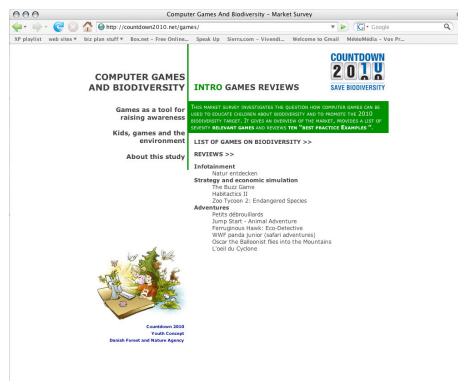 Computer Games And Biodiversity – Market Survey
http://countdown2010.net/games/
Google
XP playlist web sites biz plan stuff Box.net – Free Online... Speak Up Sierra.com – Vivendi... Welcome to Gmail MétéoMédia – Vos Pr...
COUNTDOWN
2010
SAVE BIODIVERSITY
COMPUTER GAMES
AND BIODIVERSITY
INTRO GAMES REVIEWS
Games as a tool for
raising awareness
Kids, games and the
environment
About this study
THIS MARKET SURVEY INVESTIGATES THE QUESTION HOW COMPUTER GAMES CAN BE
USED TO EDUCATE CHILDREN ABOUT BIODIVERSITY AND TO PROMOTE THE 2010
BIODIVERSITY TARGET. IT GIVES AN OVERVIEW OF THE MARKET, PROVIDES A LIST OF
SEVENTY RELEVANT GAMES AND REVIEWS TEN "BEST PRACTICE EXAMPLES ".
LIST OF GAMES ON BIODIVERSITY >>
REVIEWS >>
Infotainment
Natur entdecken
Strategy and economic simulation
The Buzz Game
Habitactics II
Zoo Tycoon 2: Endangered Species
Adventures
Petits débrouillards
Jump Start - Animal Adventure
Ferruginous Hawk: Eco-Detective
WWF panda junior (safari adventures)
Oscar the Balleonist flies into the Mountains
L'oeil du Cyclone
Countdown 2010
Youth Concept
Danish Forest and Nature Agency